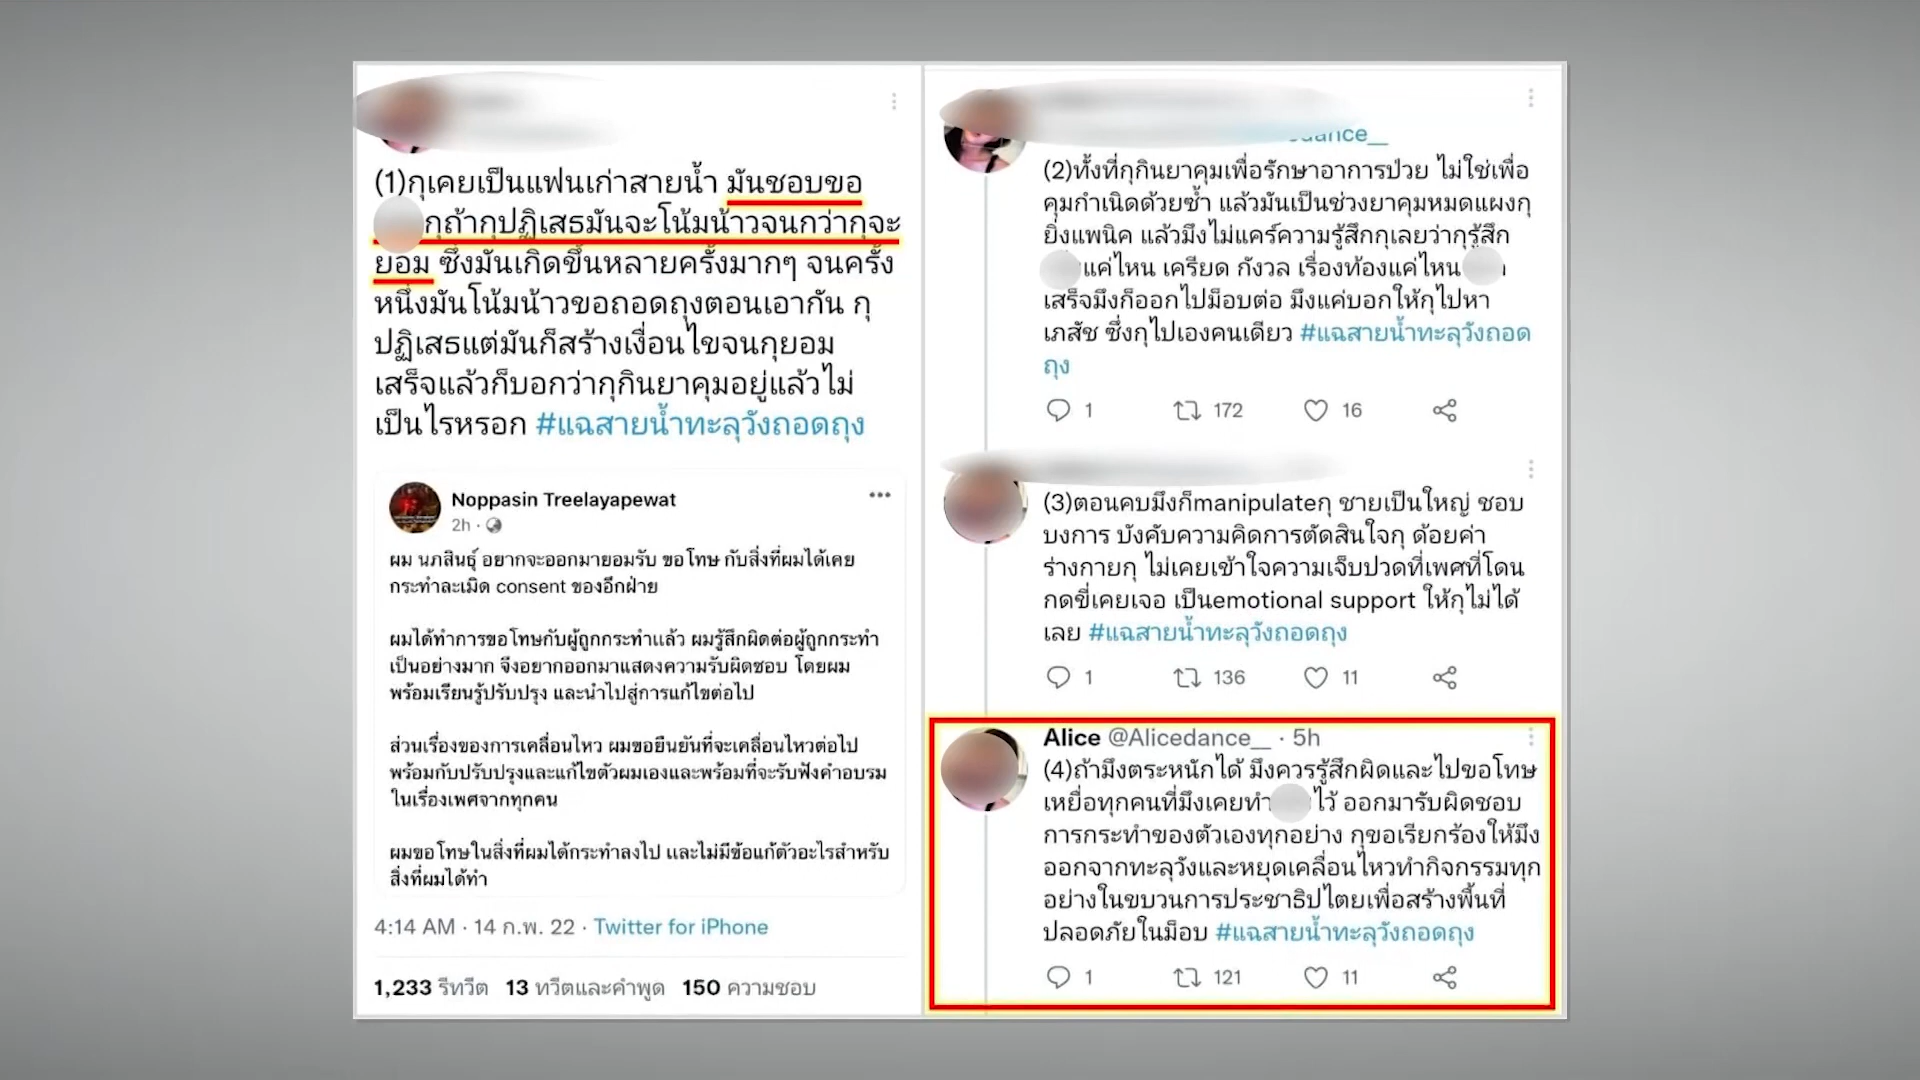 (1)กุเคยเป็นแฟนเก่าสายน้ำ มันชอบขอ
กุถ้ากุปฏิเสธมันจะโน้มน้าวจนกว่ากุจะ
ยอม ซึ่งมันเกิดขึ้นหลายครั้งมากๆ จนครั้ง
หนึ่งมันโน้มน้าวขอถอดถุงตอนเอากัน กุ
ปฏิเสธแต่มันก็สร้างเงื่อนไขจนกุยอม
เสร็จแล้วก็บอกว่ากุกินยาคุมอยู่แล้วไม่
เป็นไรหรอก #แฉสายน้ำทะลุวังถอดถุง
Noppasin Treelayapewat
2h ·
ผม นภสินธุ์ อยากจะออกมายอมรับ ขอโทษ กับสิ่งที่ผมได้เคย
กระทำละเมิด consent ของอีกฝ่าย
ผมได้ทำการขอโทษกับผู้ถูกกระทำแล้ว ผมรู้สึกผิดต่อผู้ถูกกระทำ
เป็นอย่างมาก จึงอยากออกมาแสดงความรับผิดชอบ โดยผม
พร้อมเรียนรู้ปรับปรุง และนำไปสู่การแก้ไขต่อไป
ส่วนเรื่องของการเคลื่อนไหว ผมขอยืนยันที่จะเคลื่อนไหวต่อไป
พร้อมกับปรับปรุงและแก้ไขตัวผมเองและพร้อมที่จะรับฟังคำอบรม
ในเรื่องเพศจากทุกคน
ผมขอโทษในสิ่งที่ผมได้กระทำลงไป และไม่มีข้อแก้ตัวอะไรสำหรับ
สิ่งที่ผมได้ทำ
4:14 AM · 14 ก.พ. 22 · Twitter for iPhone
1,233 รีทวีต 13 ทวีตและคำพูด 150 ความชอบ
(2)ทั้งที่กุกินยาคุมเพื่อรักษาอาการป่วย ไม่ใช่เพื่อ
คุมกำเนิดด้วยซ้ำ แล้วมันเป็นช่วงยาคุมหมดแผงกุ
ยิ่งแพนิค แล้วมึงไม่แคร์ความรู้สึกกุเลยว่ากุรู้สึก
แค่ไหน เครียด กังวล เรื่องท้องแค่ไหน
เสร็จมึงก็ออกไปม็อบต่อ มึงแค่บอกให้กุไปหา
เภสัช ซึ่งกุไปเองคนเดียว #แฉสายน้ำทะลุวังถอด
ถุง
1 172 16
(3)ตอนคบมึงก็manipulateกุ ชายเป็นใหญ่ ชอบ
บงการ บังคับความคิดการตัดสินใจกุ ด้อยค่า
ร่างกายกุ ไม่เคยเข้าใจความเจ็บปวดที่เพศที่โดน
กดขี่เคยเจอ เป็นemotional support ให้กุไม่ได้
เลย #แฉสายน้ำทะลุวังถอดถุง
1 136 11
Alice @Alicedance__ · 5h
(4)ถ้ามึงตระหนักได้ มึงควรรู้สึกผิดและไปขอโทษ
เหยื่อทุกคนที่มึงเคยทำ ไว้ ออกมารับผิดชอบ
การกระทำของตัวเองทุกอย่าง กุขอเรียกร้องให้มึง
ออกจากทะลุวังและหยุดเคลื่อนไหวทำกิจกรรมทุก
อย่างในขบวนการประชาธิปไตยเพื่อสร้างพื้นที่
ปลอดภัยในม็อบ #แฉสายน้ำทะลุวังถอดถุง
1 121 11